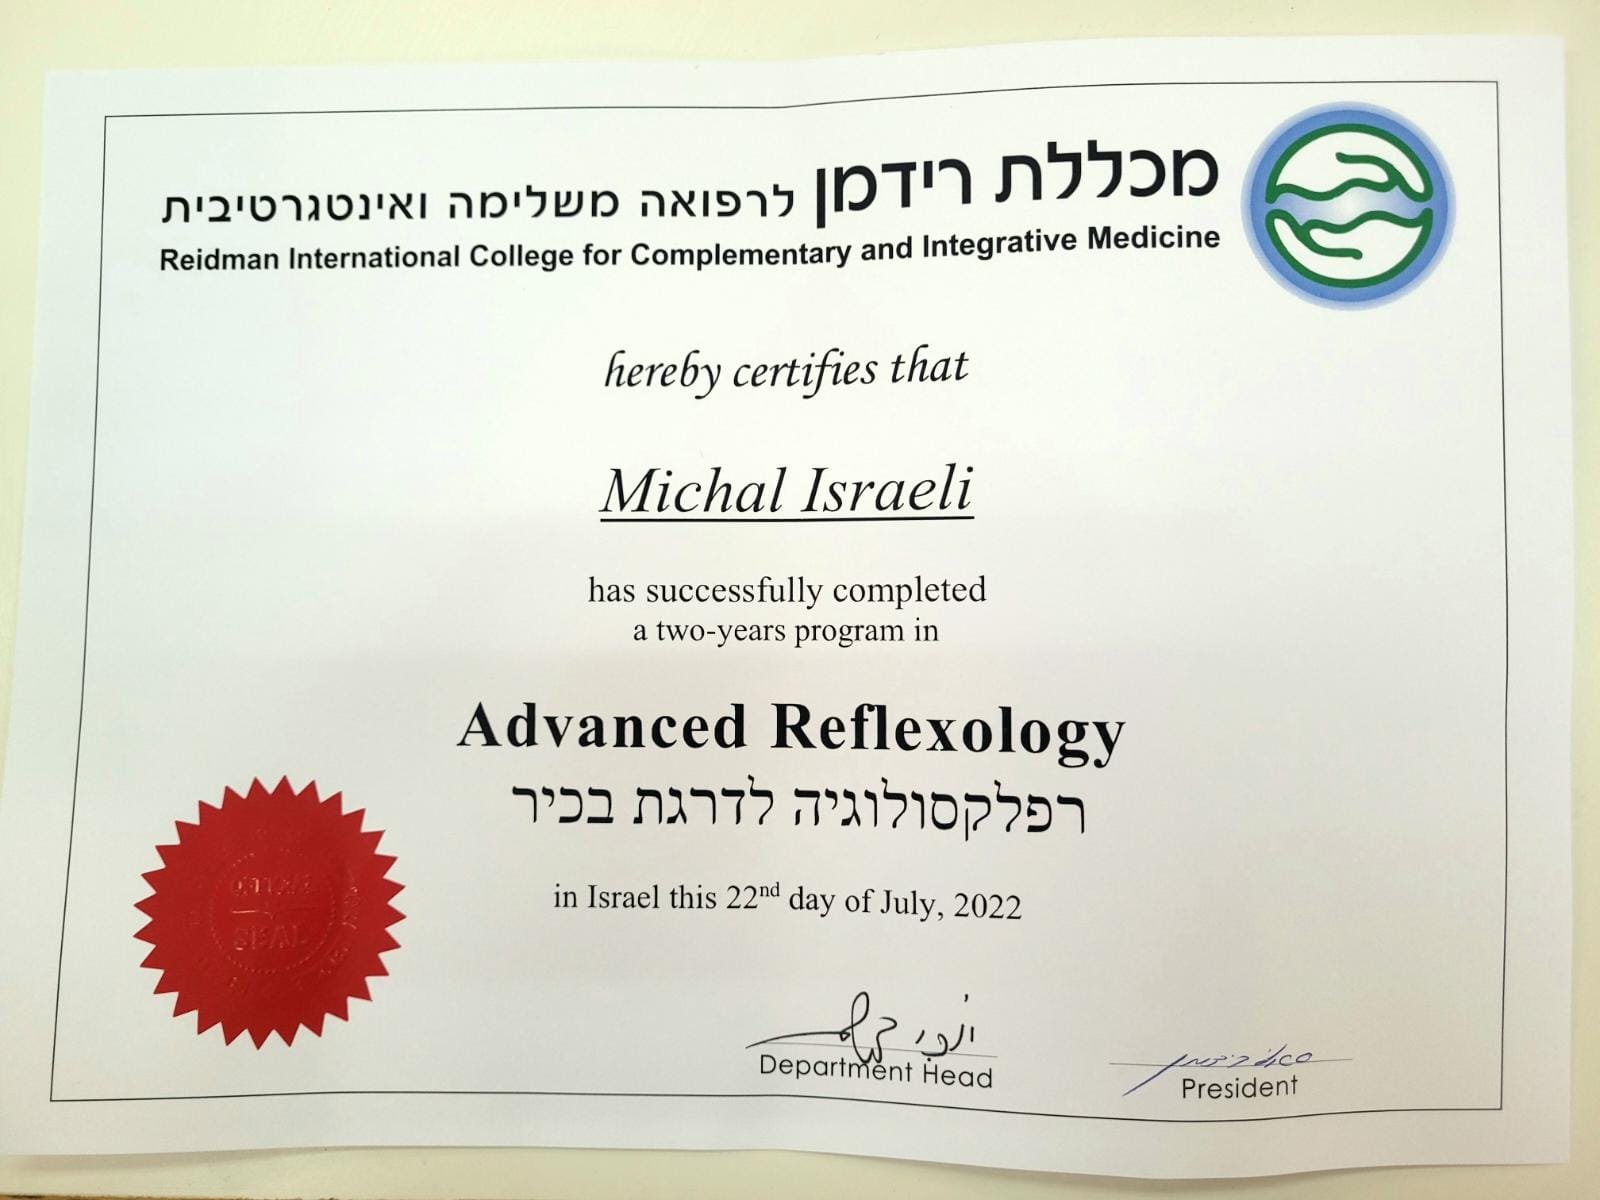 מכללת רידמן לרפואה משלימה ואינטגרטיבית
Reidman International College for Complementary and Integrative Medicine
hereby certifies that
Michal Israeli
has successfully completed
a two-years program in
Advanced Reflexology
רפלקסולוגיה לדרגת בכיר
in Israel this 22nd day of July, 2022
SEAL
Department Head
President